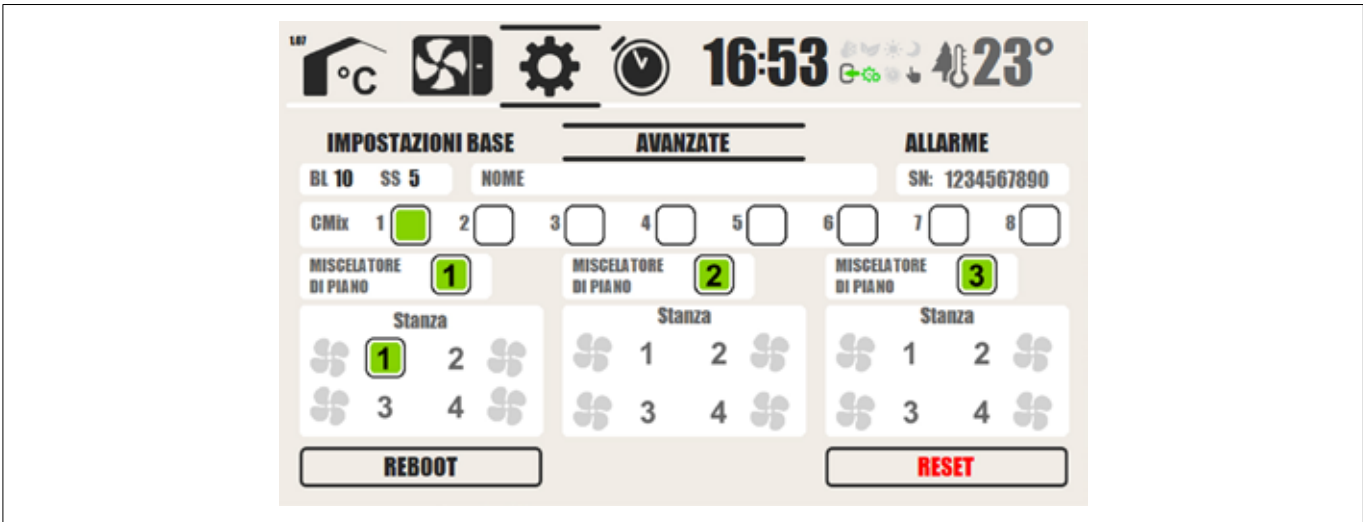 1.07
°C
16:53
23°
IMPOSTAZIONI BASE AVANZATE ALLARME
BL 10 SS 5 NOME SN: 1234567890
CMix 1 2 3 4 5 6 7 8
MISCELATORE DI PIANO 1
MISCELATORE DI PIANO 2
MISCELATORE DI PIANO 3
Stanza Stanza Stanza
1 2 1 2 1 2
3 4 3 4 3 4
REBOOT RESET